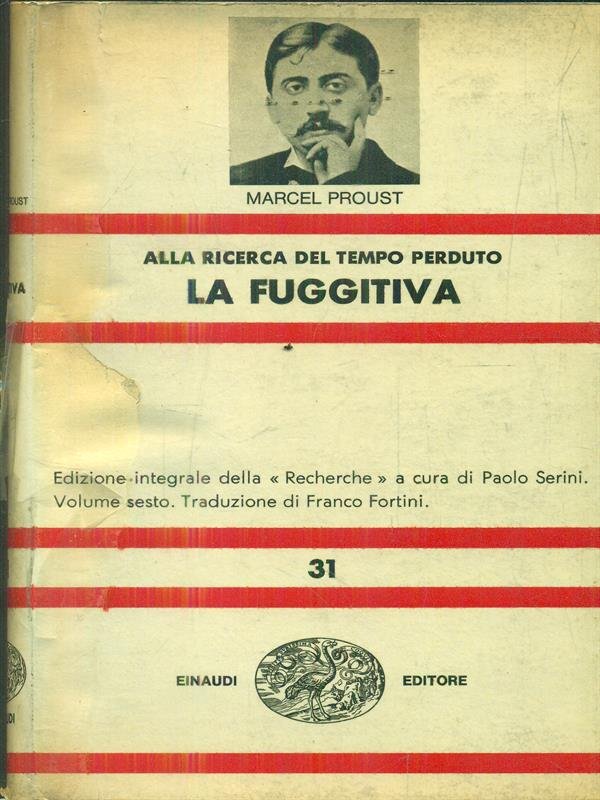 MARCEL PROUST
ALLA RICERCA DEL TEMPO PERDUTO
LA FUGGITIVA
Edizione integrale della « Recherche » a cura di Paolo Serini.
Volume sesto. Traduzione di Franco Fortini.
31
EINAUDI EDITORE